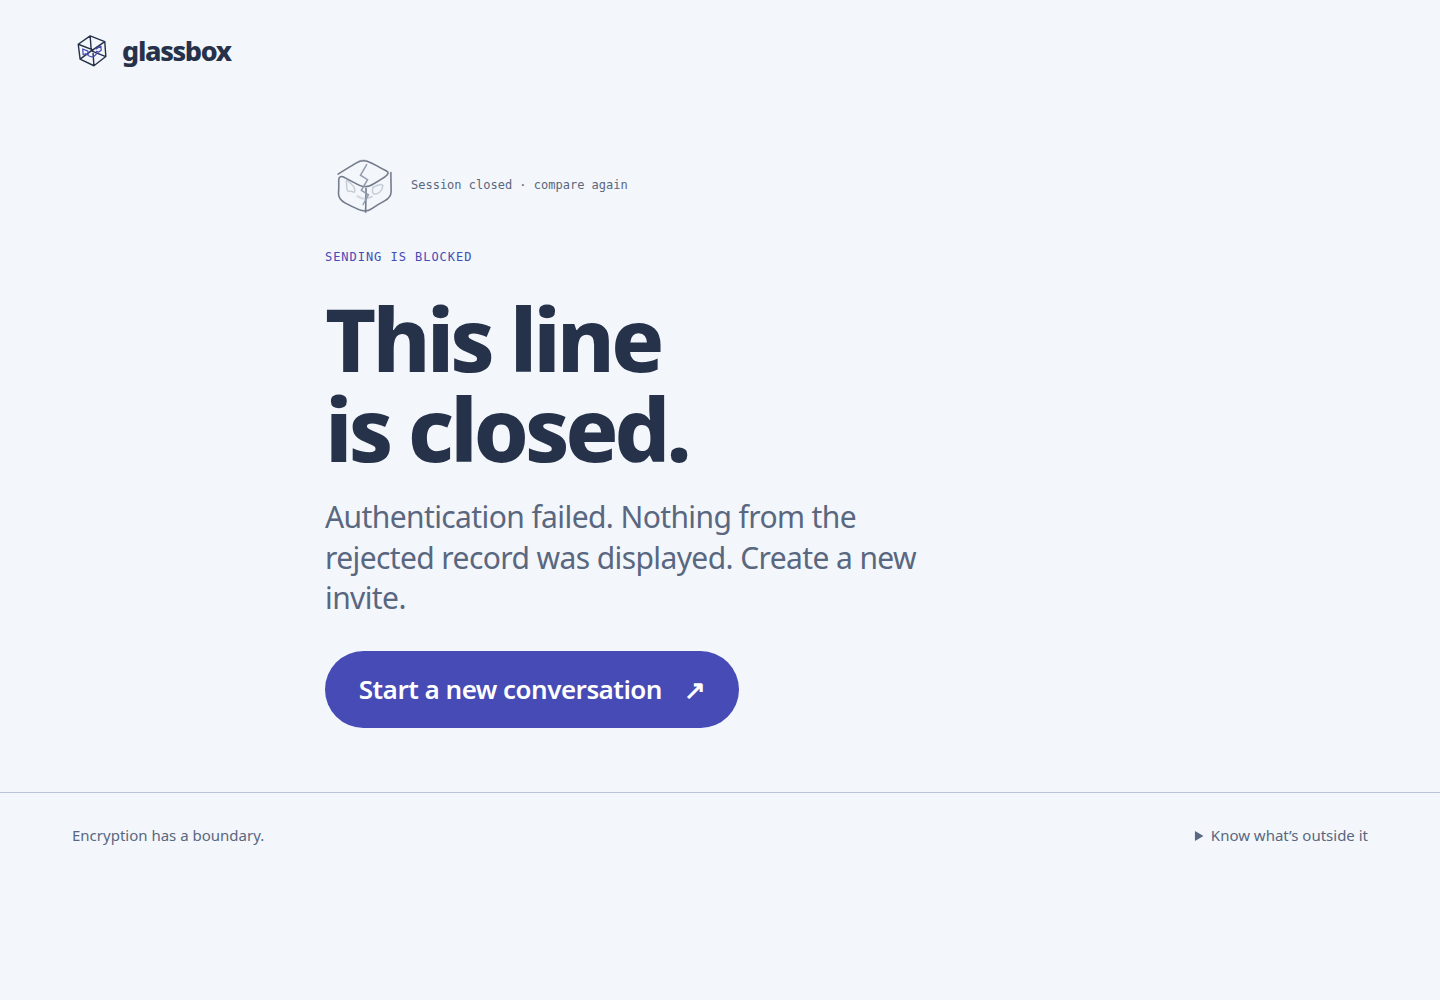 glassbox
Session closed · compare again
SENDING IS BLOCKED
This line
is closed.
Authentication failed. Nothing from the
rejected record was displayed. Create a new
invite.
Start a new conversation ↗
Encryption has a boundary.
▶ Know what’s outside it